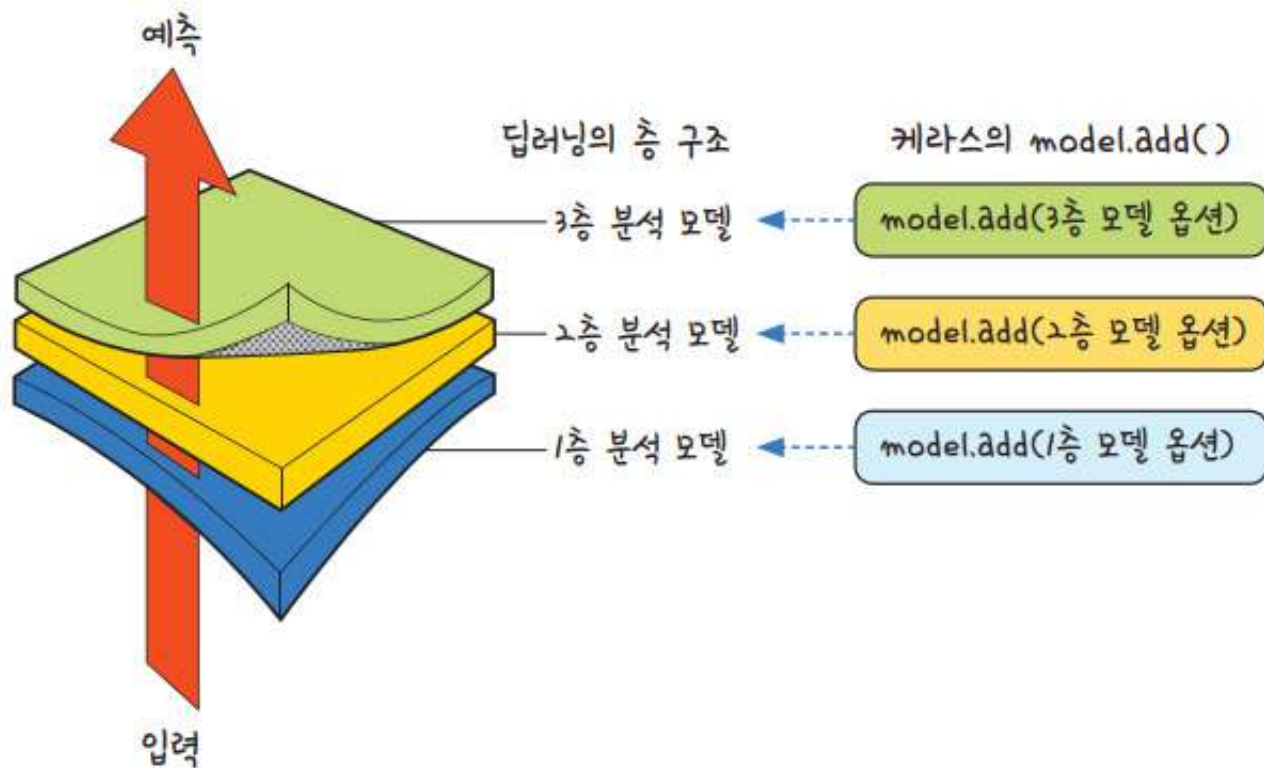 예측
딥러닝의 층 구조
케라스의 model.add()
3층 분석 모델
model.add(3층 모델 옵션)
2층 분석 모델
model.add(2층 모델 옵션)
1층 분석 모델
model.add(1층 모델 옵션)
입력